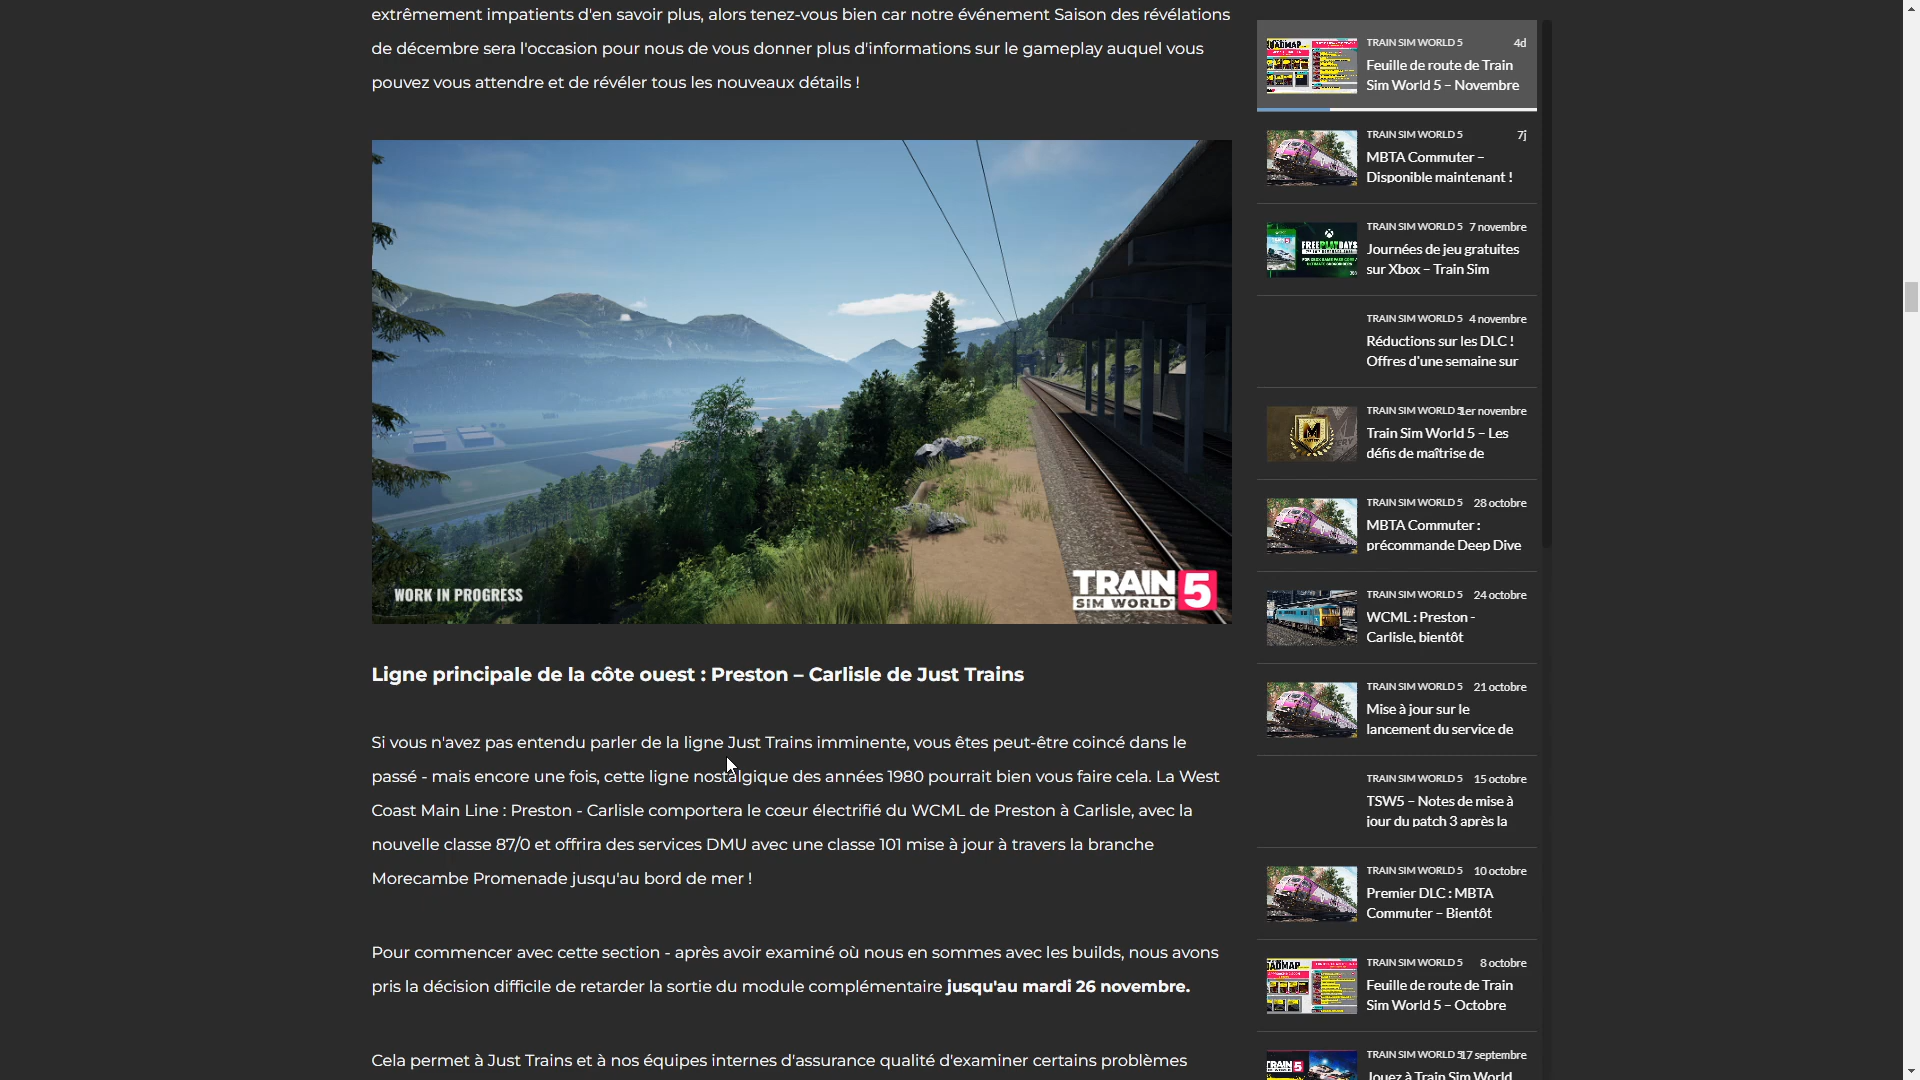 extrêmement impatients d'en savoir plus, alors tenez-vous bien car notre événement Saison des révélations
de décembre sera l'occasion pour nous de vous donner plus d'informations sur le gameplay auquel vous
pouvez vous attendre et de révéler tous les nouveaux détails !
WORK IN PROGRESS
TRAIN 5
SIM WORLD
Ligne principale de la côte ouest : Preston – Carlisle de Just Trains
Si vous n'avez pas entendu parler de la ligne Just Trains imminente, vous êtes peut-être coincé dans le
passé - mais encore une fois, cette ligne nostalgique des années 1980 pourrait bien vous faire cela. La West
Coast Main Line : Preston - Carlisle comportera le cœur électrifié du WCML de Preston à Carlisle, avec la
nouvelle classe 87/0 et offrira des services DMU avec une classe 101 mise à jour à travers la branche
Morecambe Promenade jusqu'au bord de mer !
Pour commencer avec cette section - après avoir examiné où nous en sommes avec les builds, nous avons
pris la décision difficile de retarder la sortie du module complémentaire jusqu'au mardi 26 novembre.
Cela permet à Just Trains et à nos équipes internes d'assurance qualité d'examiner certains problèmes
TRAIN SIM WORLD 5 4d
Feuille de route de Train
Sim World 5 – Novembre
TRAIN SIM WORLD 5 7j
MBTA Commuter –
Disponible maintenant !
TRAIN SIM WORLD 5 7 novembre
FREE PLAY DAYS
Journées de jeu gratuites
sur Xbox – Train Sim
TRAIN SIM WORLD 5 4 novembre
Réductions sur les DLC !
Offres d'une semaine sur
TRAIN SIM WORLD 5 1er novembre
Train Sim World 5 – Les
défis de maîtrise de
TRAIN SIM WORLD 5 28 octobre
MBTA Commuter :
précommande Deep Dive
TRAIN SIM WORLD 5 24 octobre
WCML : Preston -
Carlisle, bientôt
TRAIN SIM WORLD 5 21 octobre
Mise à jour sur le
lancement du service de
TRAIN SIM WORLD 5 15 octobre
TSW5 – Notes de mise à
jour du patch 3 après la
TRAIN SIM WORLD 5 10 octobre
Premier DLC : MBTA
Commuter – Bientôt
TRAIN SIM WORLD 5 8 octobre
Feuille de route de Train
Sim World 5 – Octobre
TRAIN SIM WORLD 5 17 septembre
Jouez à Train Sim World